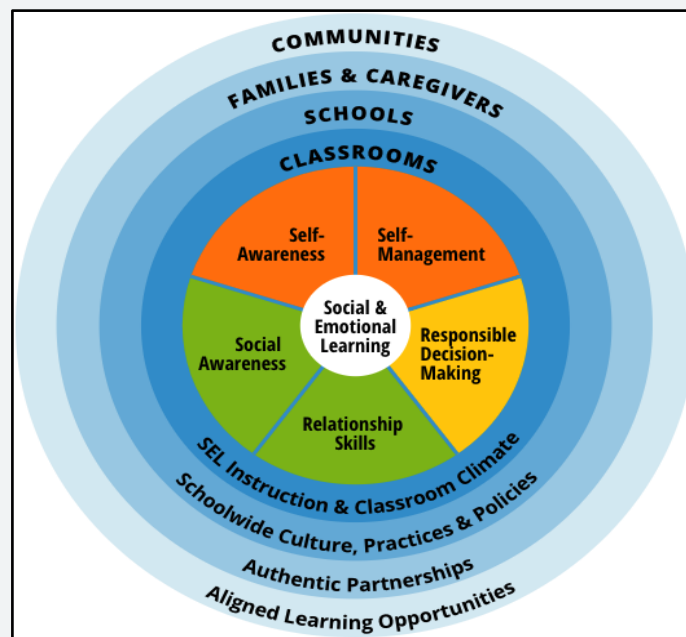 COMMUNITIES
FAMILIES & CAREGIVERS
SCHOOLS
CLASSROOMS
Self-
Awareness
Self-
Management
Social &
Emotional
Learning
Social
Awareness
Responsible
Decision-
Making
Relationship
Skills
SEL Instruction & Classroom Climate
Schoolwide Culture, Practices & Policies
Authentic Partnerships
Aligned Learning Opportunities